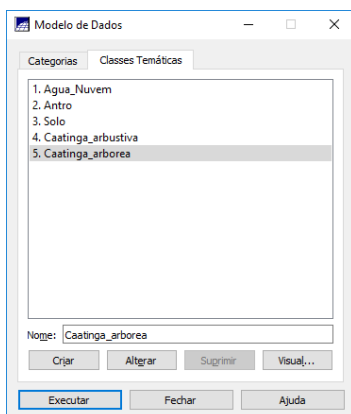 Modelo de Dados
Categorias Classes Temáticas
1. Agua_Nuvem
2. Antro
3. Solo
4. Caatinga_arbustiva
5. Caatinga_arborea
Nome: Caatinga_arborea
Criar Alterar Suprimir Visual...
Executar Fechar Ajuda